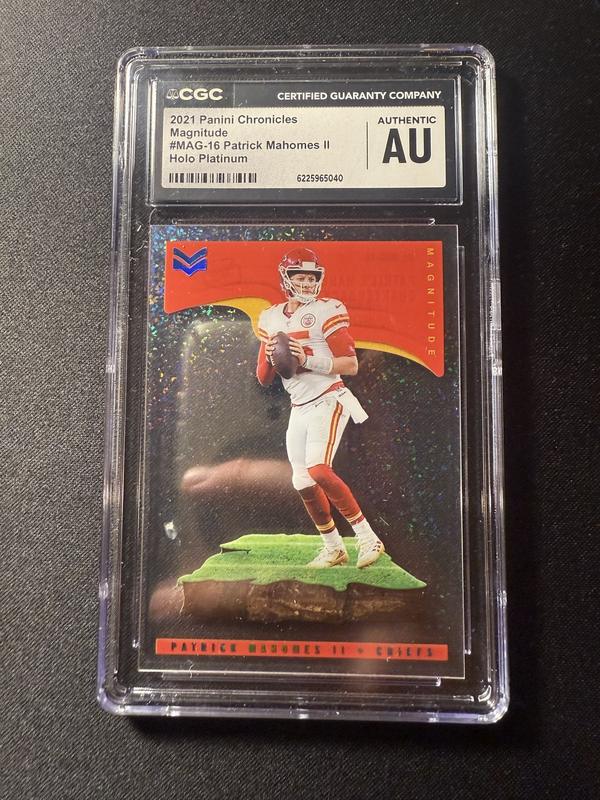 CGC
CERTIFIED GUARANTY COMPANY
2021 Panini Chronicles
Magnitude
#MAG-16 Patrick Mahomes II
Holo Platinum
6225965040
AUTHENTIC
AU
MAGNITUDE
PATRICK MAHOMES II • CHIEFS